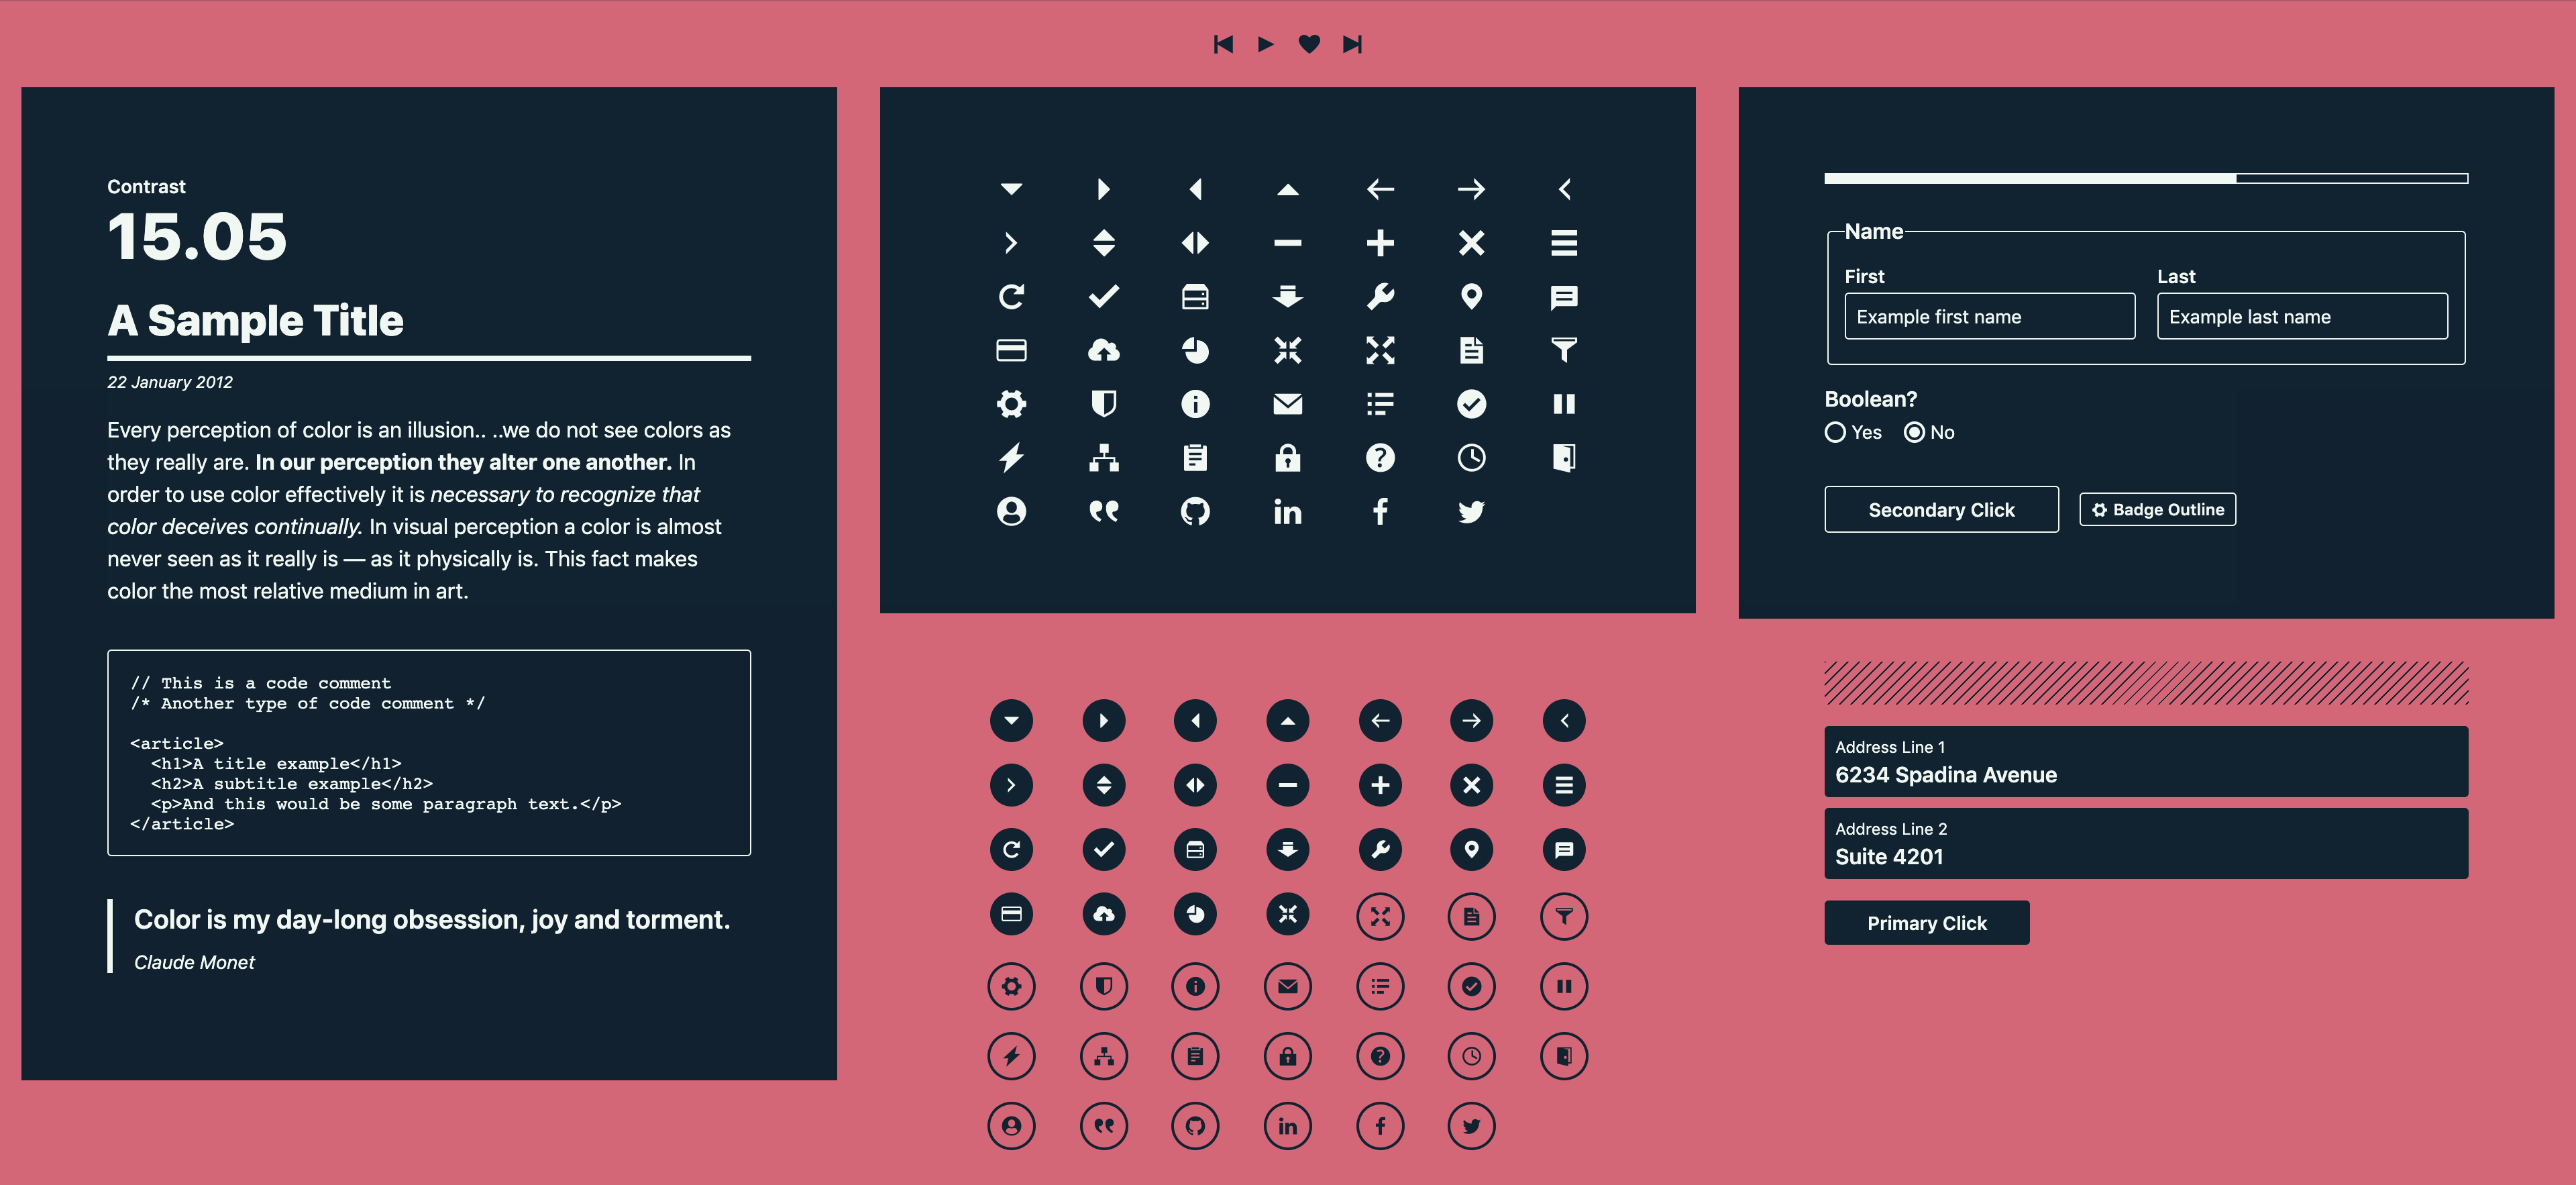 Contrast
15.05
A Sample Title
22 January 2012
Every perception of color is an illusion.. ..we do not see colors as
they really are. In our perception they alter one another. In
order to use color effectively it is necessary to recognize that
color deceives continually. In visual perception a color is almost
never seen as it really is — as it physically is. This fact makes
color the most relative medium in art.
// This is a code comment
/* Another type of code comment */
<article>
  <h1>A title example</h1>
  <h2>A subtitle example</h2>
  <p>And this would be some paragraph text.</p>
</article>
Color is my day-long obsession, joy and torment.
Claude Monet
Name
First
Last
Example first name
Example last name
Boolean?
Yes
No
Secondary Click
Badge Outline
Address Line 1
6234 Spadina Avenue
Address Line 2
Suite 4201
Primary Click